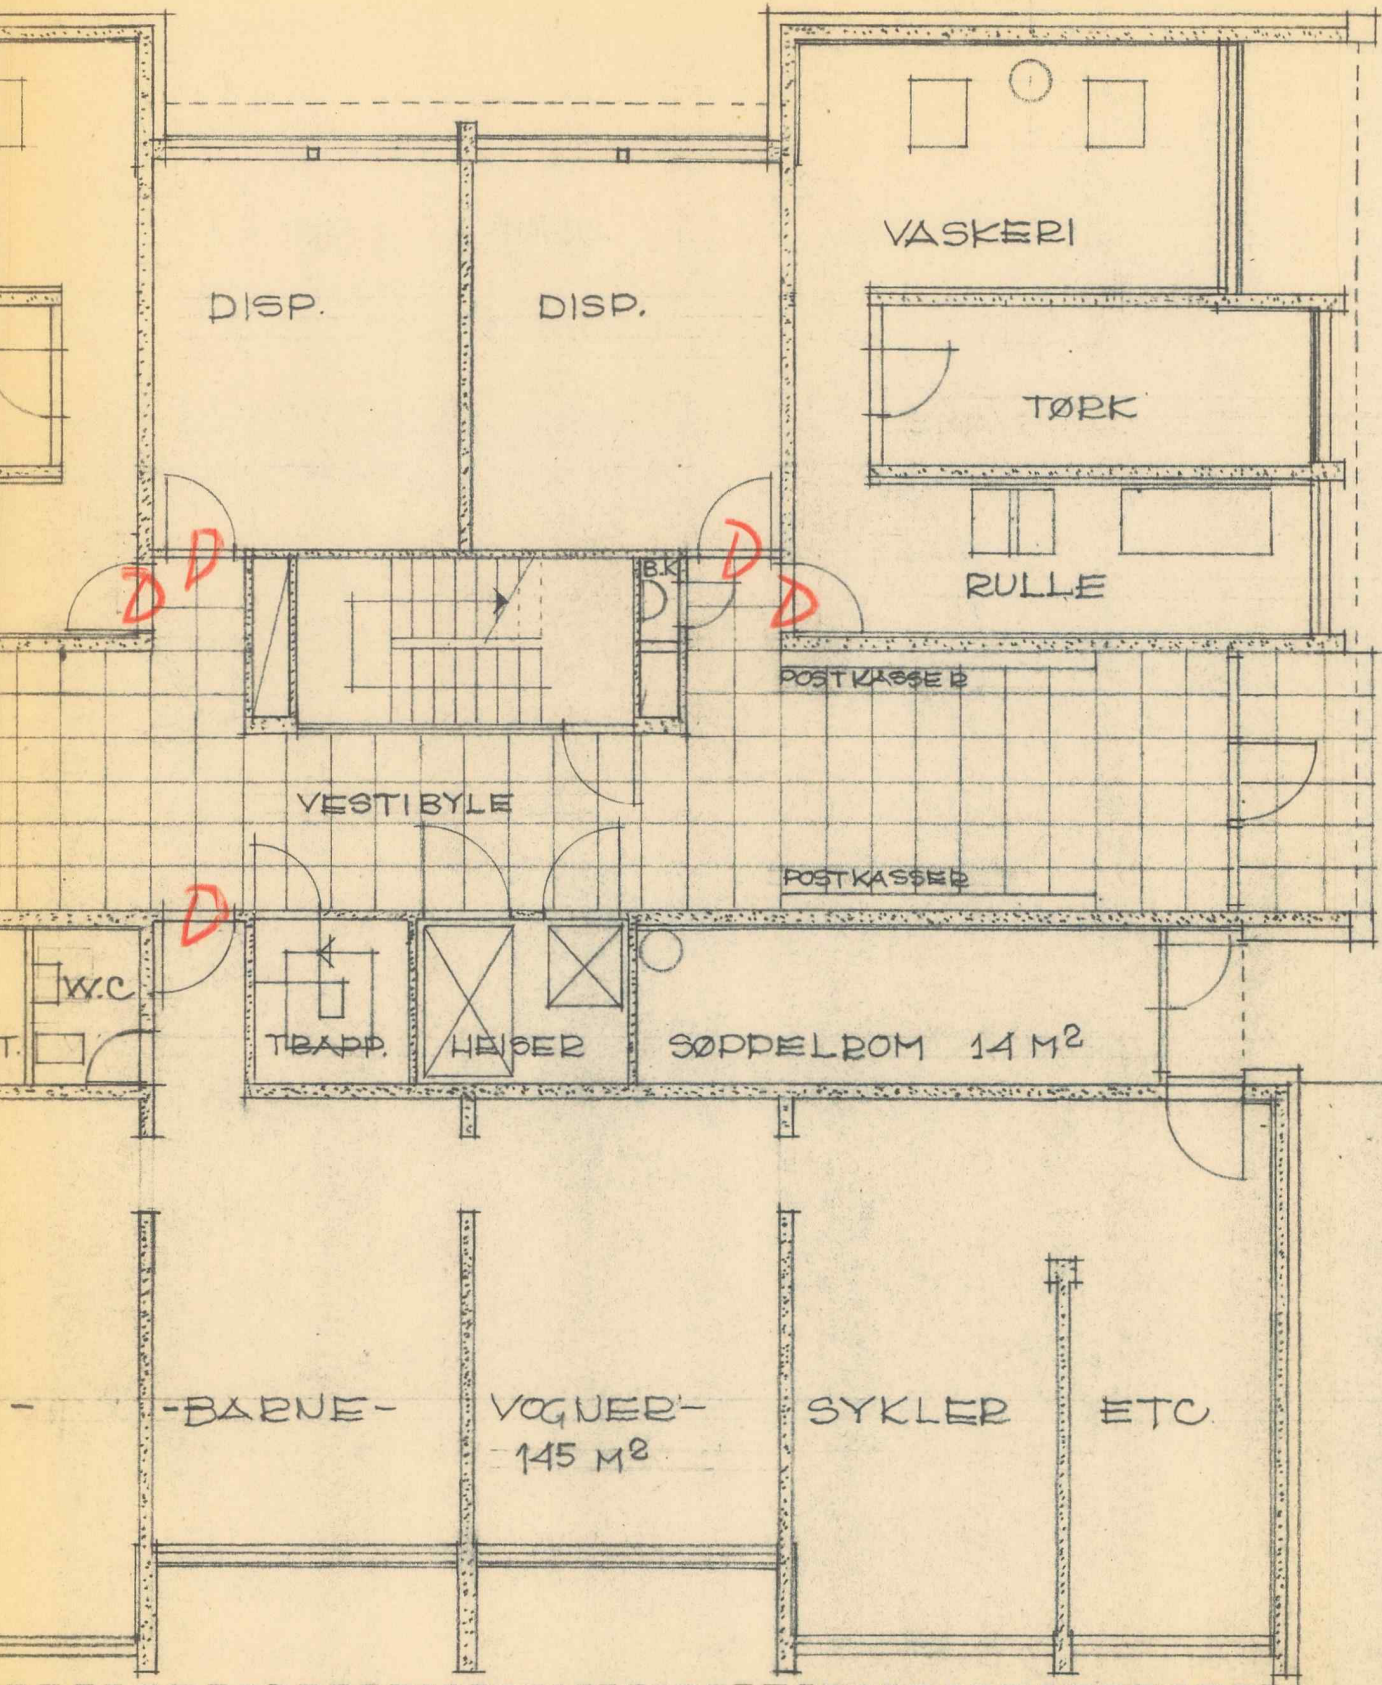 VASKERI
DISP.
DISP.
TØRK
D
D
D
D
B.K
RULLE
POSTKASSER
VESTIBYLE
POSTKASSER
D
W.C
T.
TRAPP.
HEISER
SØPPELROM 14 M²
-
-BARNE-
VOGNER-
145 M²
SYKLER
ETC.